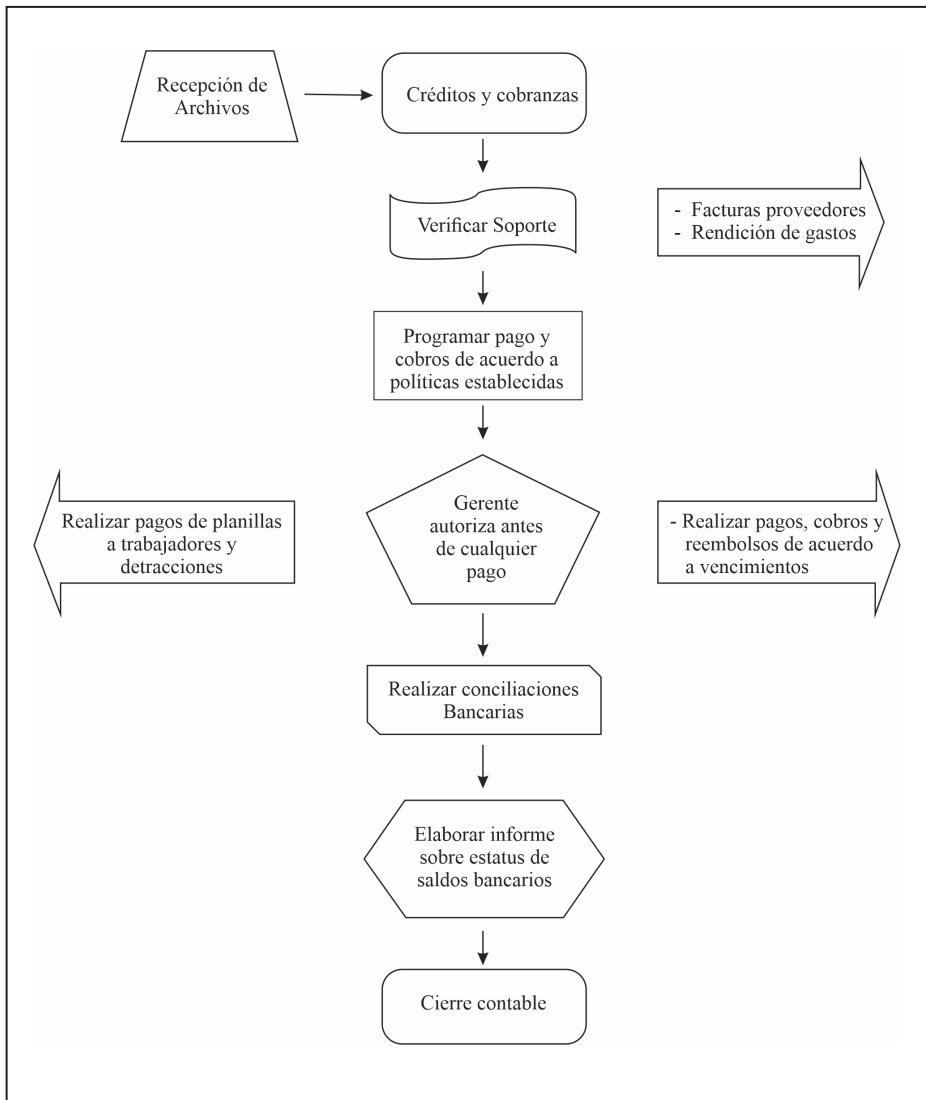 Recepción de
Archivos
Créditos y cobranzas
Verificar Soporte
- Facturas proveedores
- Rendición de gastos
Programar pago y
cobros de acuerdo a
políticas establecidas
Realizar pagos de planillas
a trabajadores y
detracciones
Gerente
autoriza antes
de cualquier
pago
- Realizar pagos, cobros y
reembolsos de acuerdo
a vencimientos
Realizar conciliaciones
Bancarias
Elaborar informe
sobre estatus de
saldos bancarios
Cierre contable